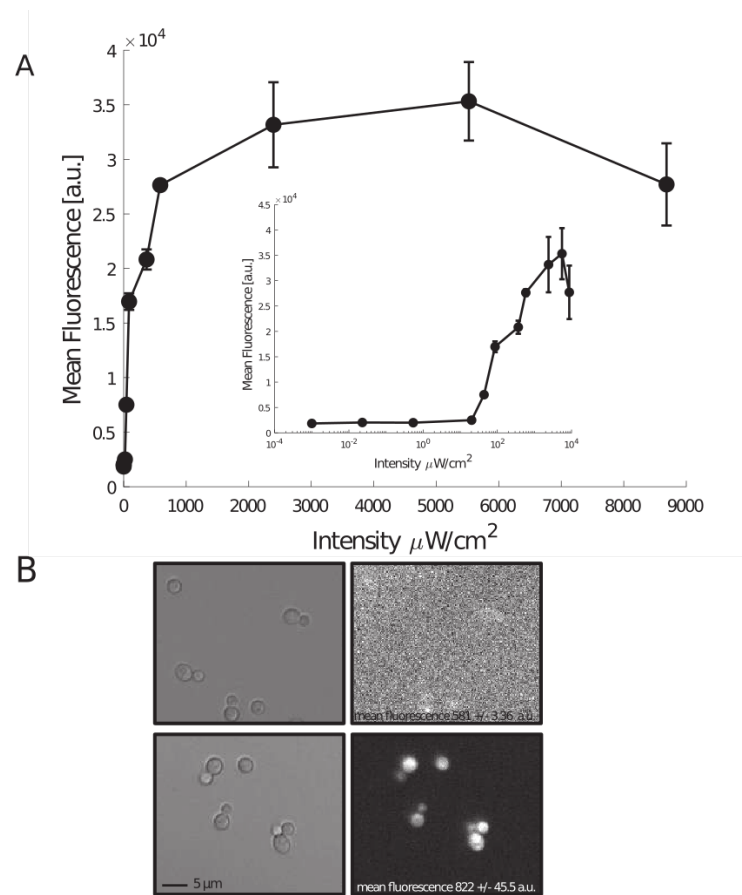 A
×10⁴
4
3.5
3
2.5
2
1.5
1
0.5
0
Mean Fluorescence [a.u.]
0 1000 2000 3000 4000 5000 6000 7000 8000 9000
Intensity μW/cm²
×10⁴
4.5
4
3.5
3
2.5
2
1.5
1
0.5
0
Mean Fluorescence [a.u.]
10⁻⁴ 10⁻² 10⁰ 10² 10⁴
Intensity μW/cm²
B
mean fluorescence 581 +/- 3.36 a.u.
5 μm
mean fluorescence 822 +/- 45.5 a.u.